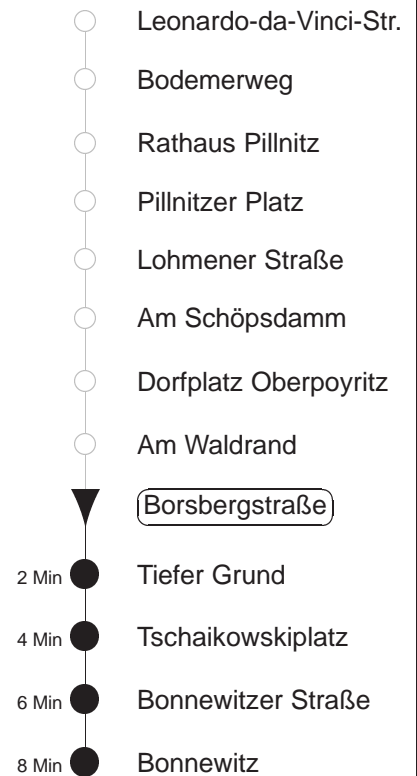 Leonardo-da-Vinci-Str.
Bodemerweg
Rathaus Pillnitz
Pillnitzer Platz
Lohmener Straße
Am Schöpsdamm
Dorfplatz Oberpoyritz
Am Waldrand
Borsbergstraße
2 Min Tiefer Grund
4 Min Tschaikowskiplatz
6 Min Bonnewitzer Straße
8 Min Bonnewitz